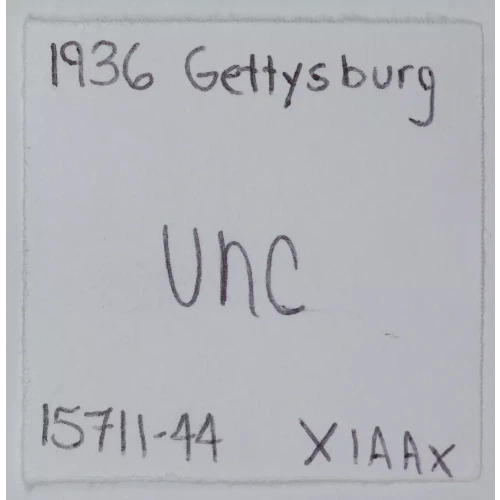 1936 Gettysburg
UNC
15711-44 XIAAX